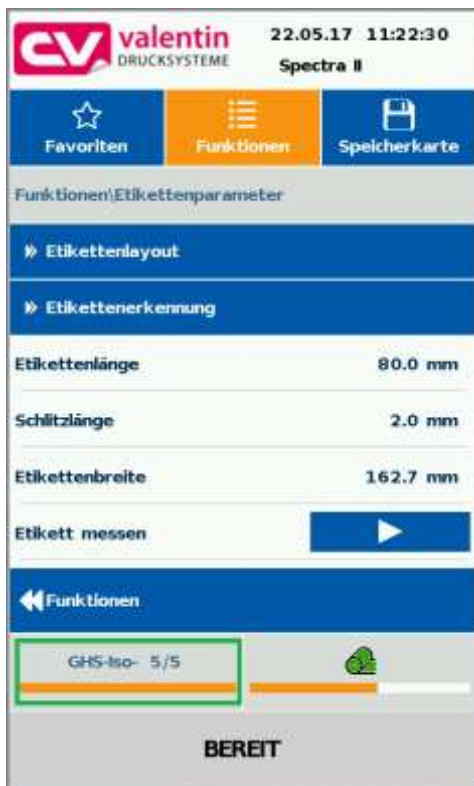 valentin
DRUCKSYSTEME
22.05.17 11:22:30
Spectra II
Favoriten
Funktionen
Speicherkarte
Funktionen\Etikettenparameter
Etikettenlayout
Etikettenerkennung
Etikettenlänge 80.0 mm
Schlitzlänge 2.0 mm
Etikettenbreite 162.7 mm
Etikett messen
Funktionen
GHS-Iso- 5/5
BEREIT